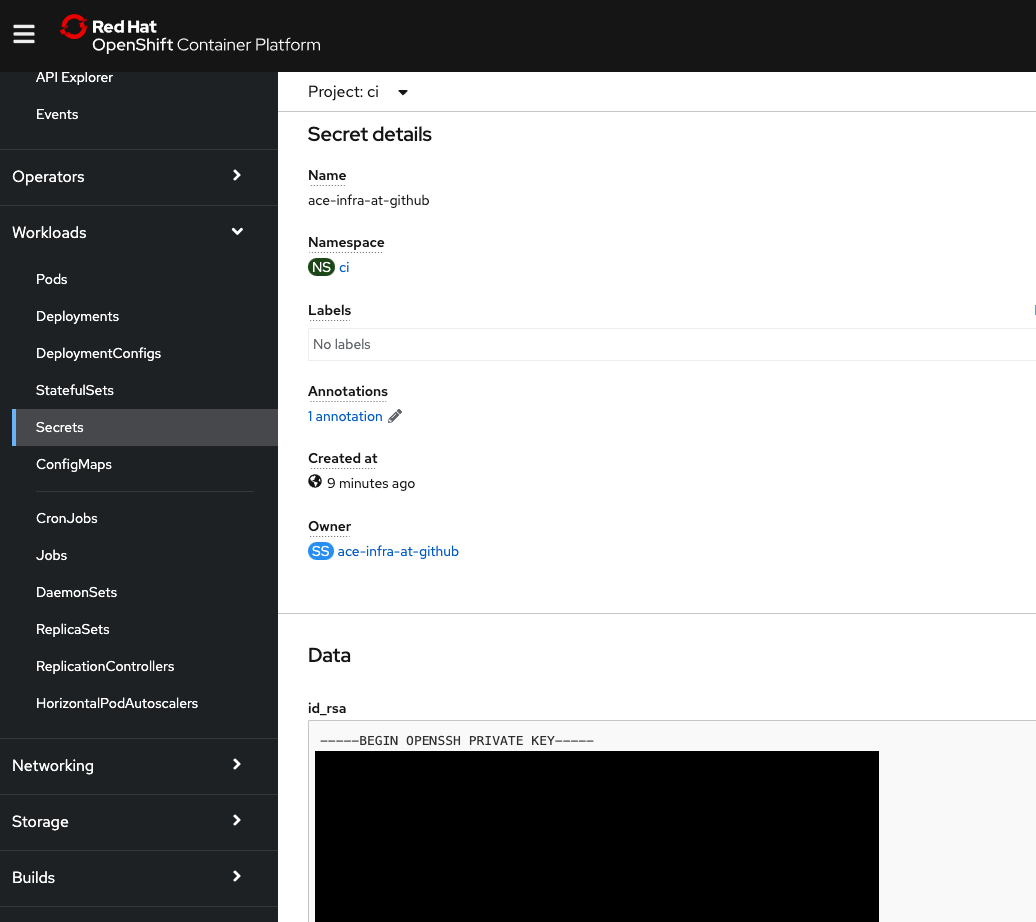 Red Hat
OpenShift Container Platform
API Explorer
Events
Operators
Workloads
Pods
Deployments
DeploymentConfigs
StatefulSets
Secrets
ConfigMaps
CronJobs
Jobs
DaemonSets
ReplicaSets
ReplicationControllers
HorizontalPodAutoscalers
Networking
Storage
Builds
Project: ci
Secret details
Name
ace-infra-at-github
Namespace
NS ci
Labels
No labels
Annotations
1 annotation
Created at
9 minutes ago
Owner
SS ace-infra-at-github
Data
id_rsa
-----BEGIN OPENSSH PRIVATE KEY-----